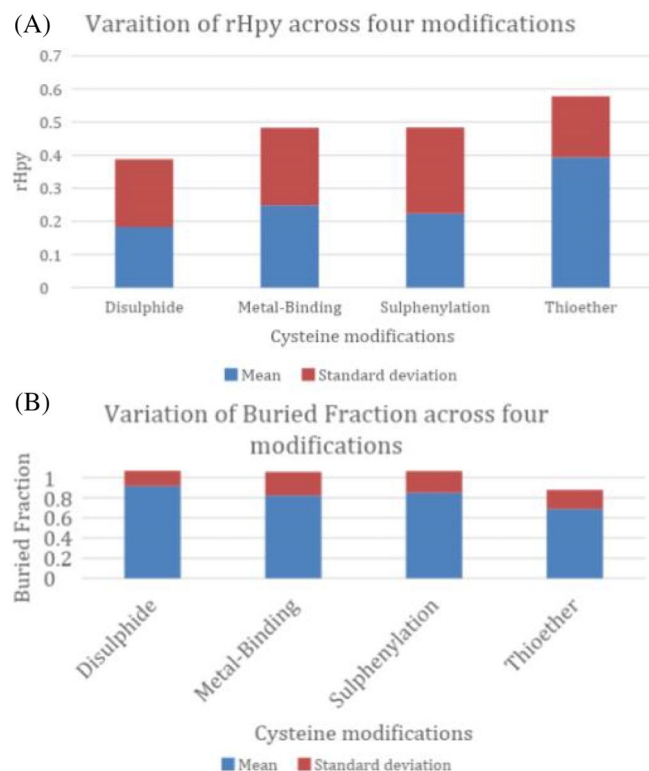 (A)
Varaition of rHpy across four modifications
0.7
0.6
0.5
0.4
0.3
0.2
0.1
0
rHpy
Disulphide Metal-Binding Sulphenylation Thioether
Cysteine modifications
Mean Standard deviation
(B)
Variation of Buried Fraction across four
modifications
1
0.8
0.6
0.4
0.2
0
Buried Fraction
Disulphide
Metal-Binding
Sulphenylation
Thioether
Cysteine modifications
Mean Standard deviation